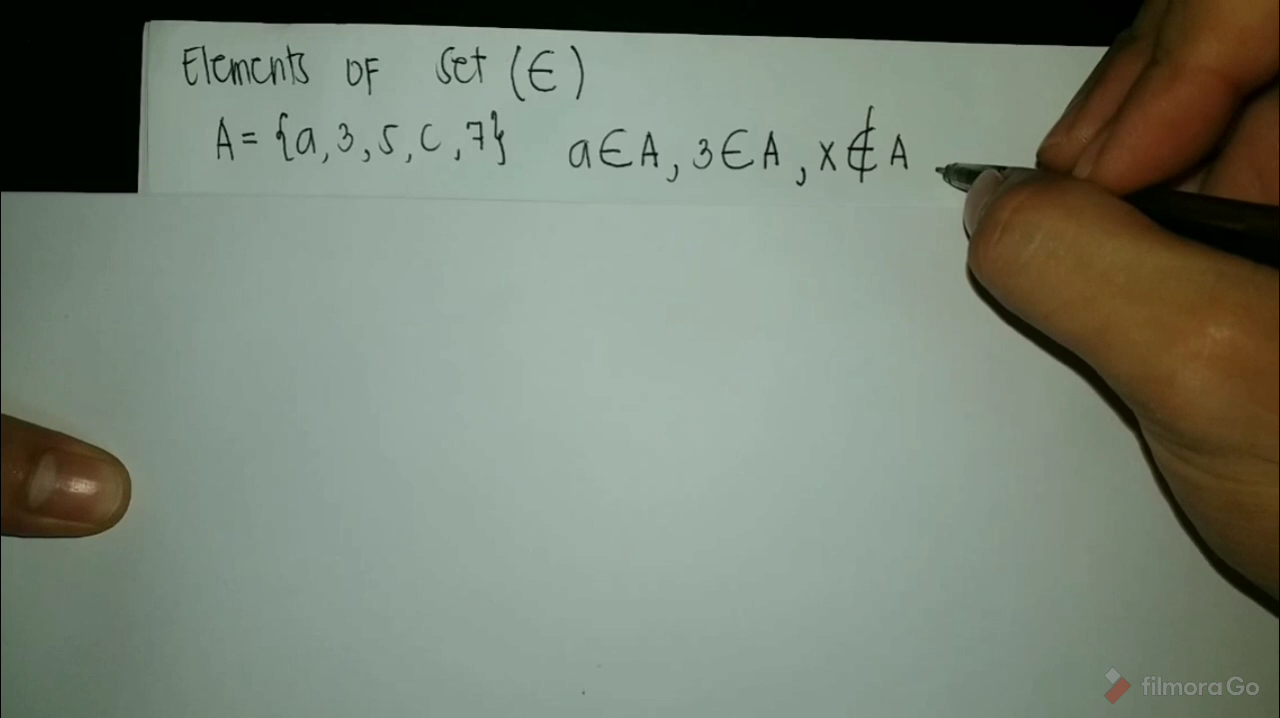 Elements OF set (∈)
A = {a, 3, 5, c, 7} a∈A, 3∈A, x∉A
filmora Go